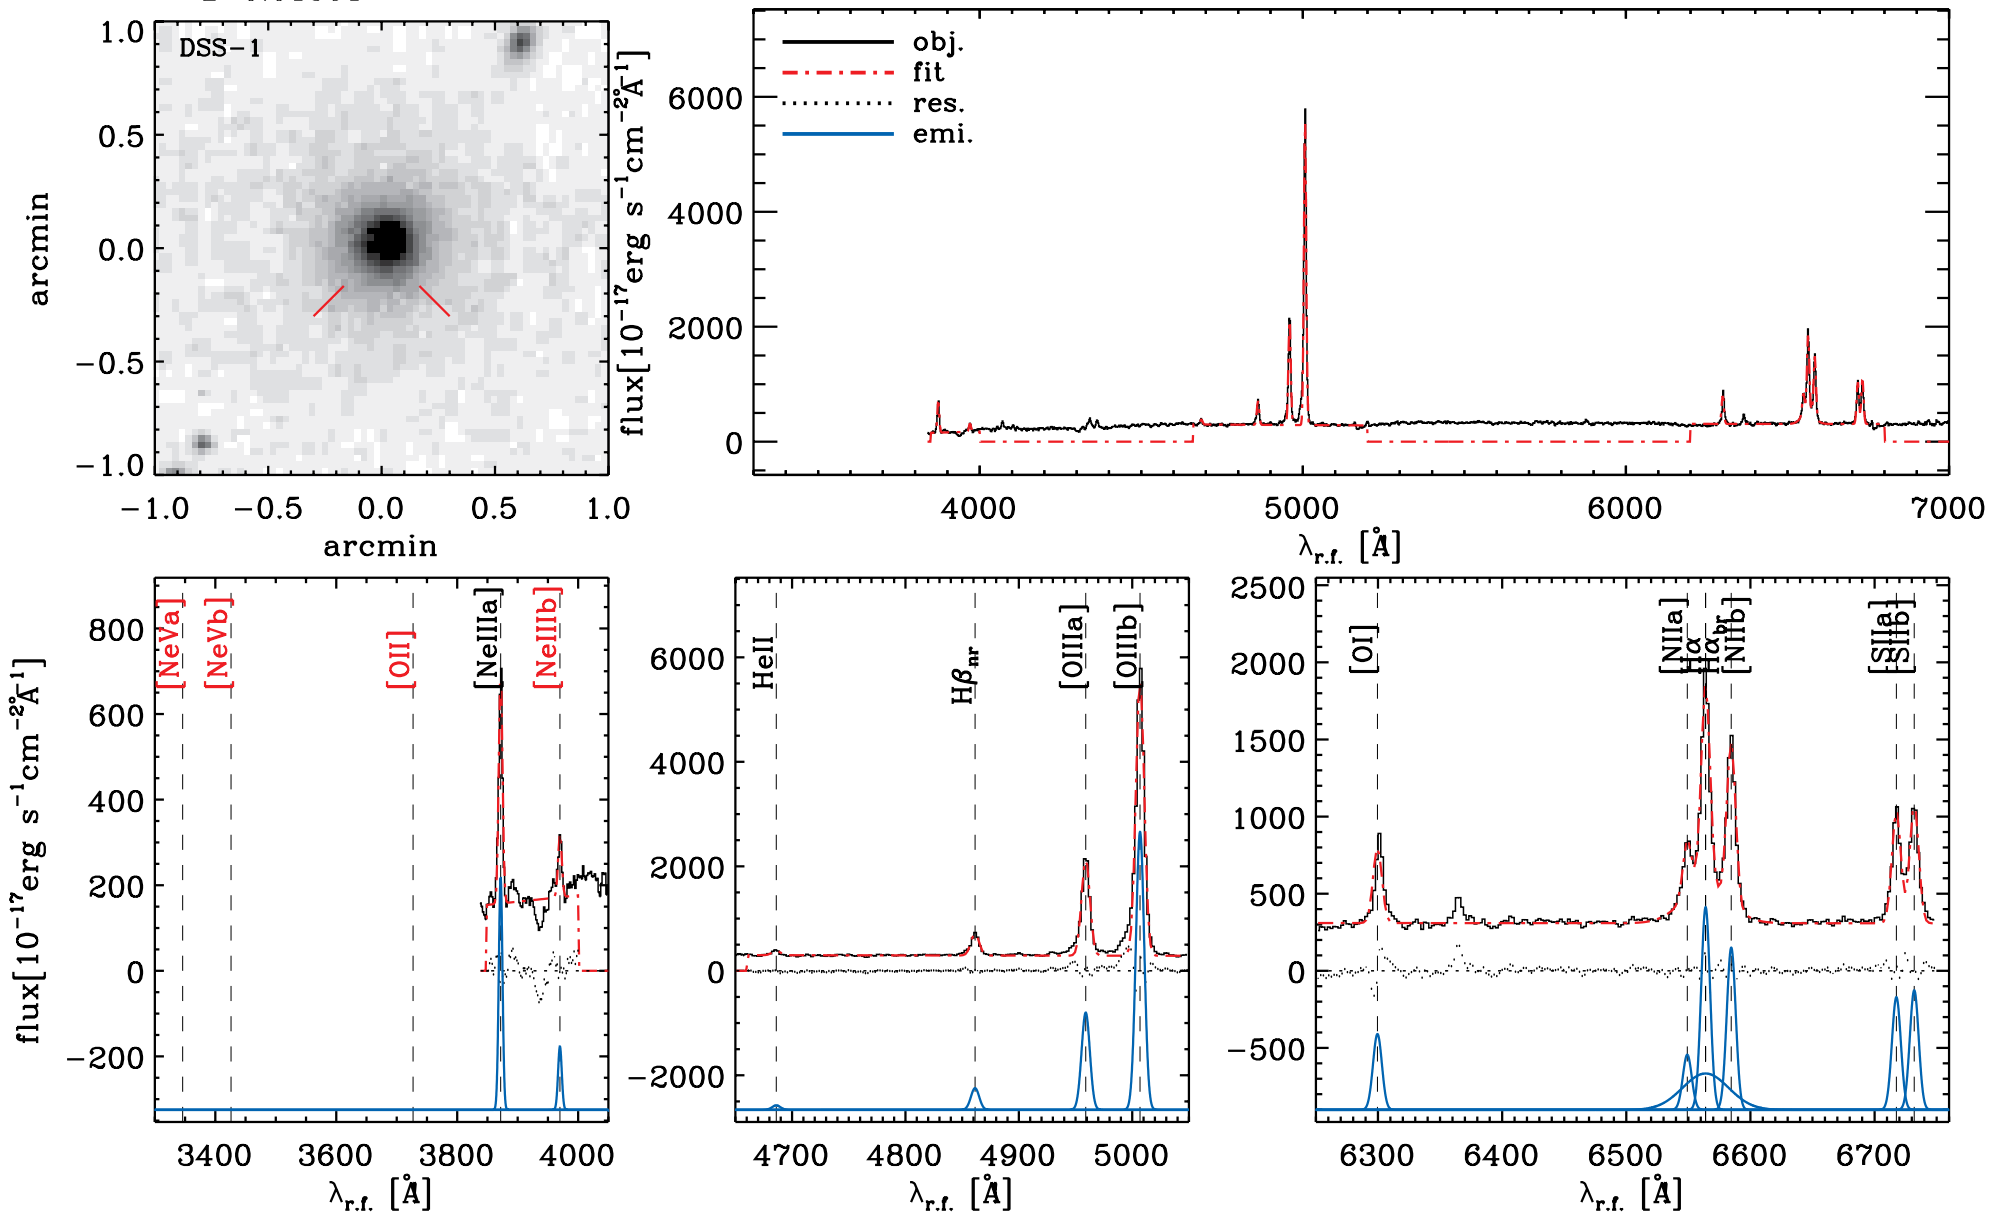 DSS-1
1.0
0.5
0.0
-0.5
-1.0
arcmin
-1.0 -0.5 0.0 0.5 1.0
arcmin
obj.
fit
res.
emi.
flux[10⁻¹⁷erg s⁻¹cm⁻²Å⁻¹]
6000
4000
2000
0
4000 5000 6000 7000
λr.f. [Å]
flux[10⁻¹⁷erg s⁻¹cm⁻²Å⁻¹]
800
600
400
200
0
-200
[NeVa]
[NeVb]
[OII]
[NeIIIa]
[NeIIIb]
3400 3600 3800 4000
λr.f. [Å]
6000
4000
2000
0
-2000
HeII
Hβnr
[OIIIa]
[OIIIb]
4700 4800 4900 5000
λr.f. [Å]
2500
2000
1500
1000
500
0
-500
[OI]
[NIIa]
Hα
Hαbr
[NIIb]
[SIIa]
[SIIb]
6300 6400 6500 6600 6700
λr.f. [Å]